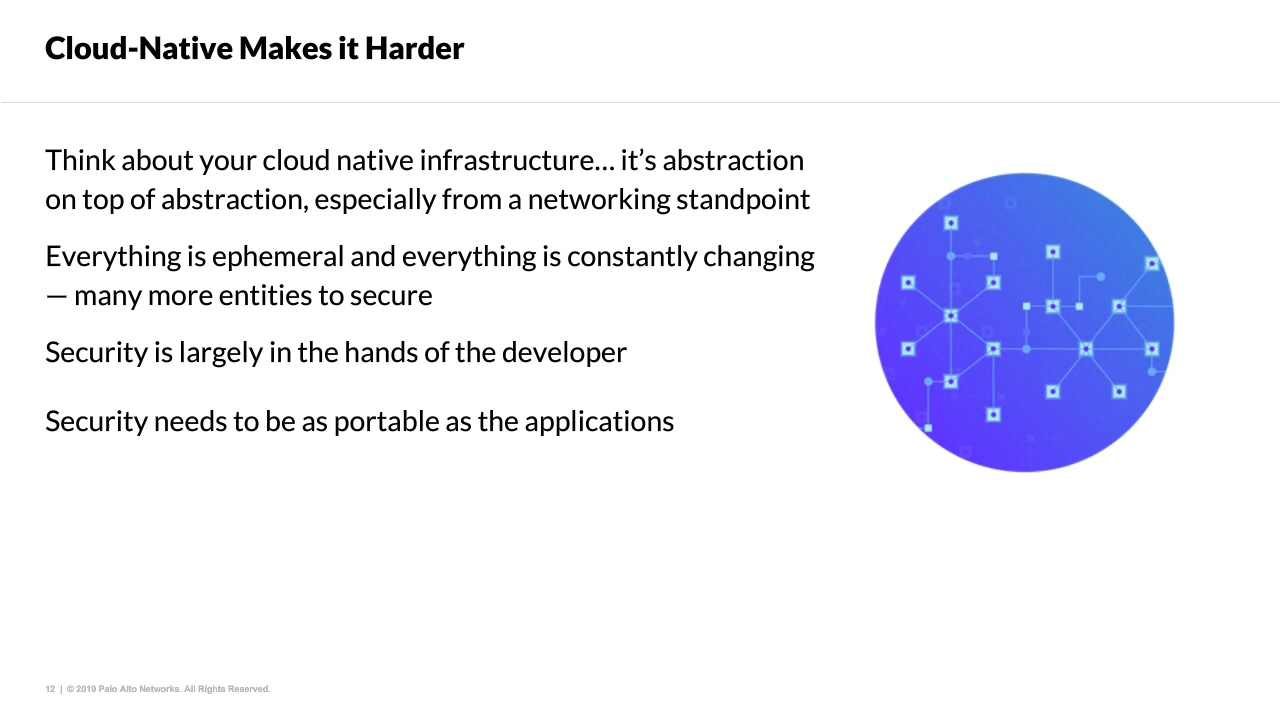 Cloud-Native Makes it Harder
Think about your cloud native infrastructure… it’s abstraction
on top of abstraction, especially from a networking standpoint
Everything is ephemeral and everything is constantly changing
— many more entities to secure
Security is largely in the hands of the developer
Security needs to be as portable as the applications
12 | © 2019 Palo Alto Networks. All Rights Reserved.